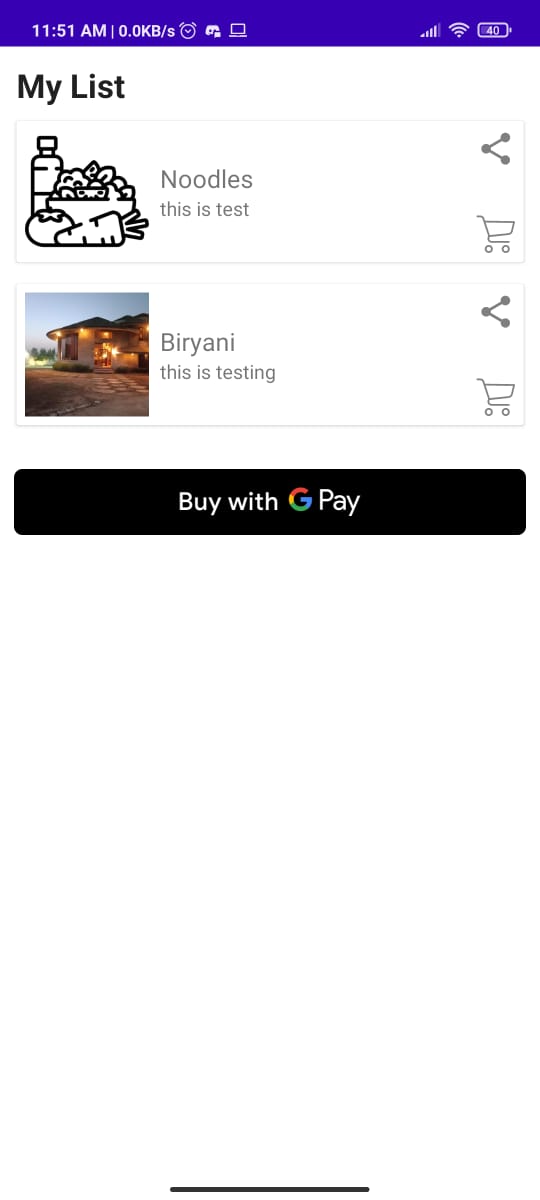 11:51 AM | 0.0KB/s 40
My List
Noodles
this is test
Biryani
this is testing
Buy with G Pay